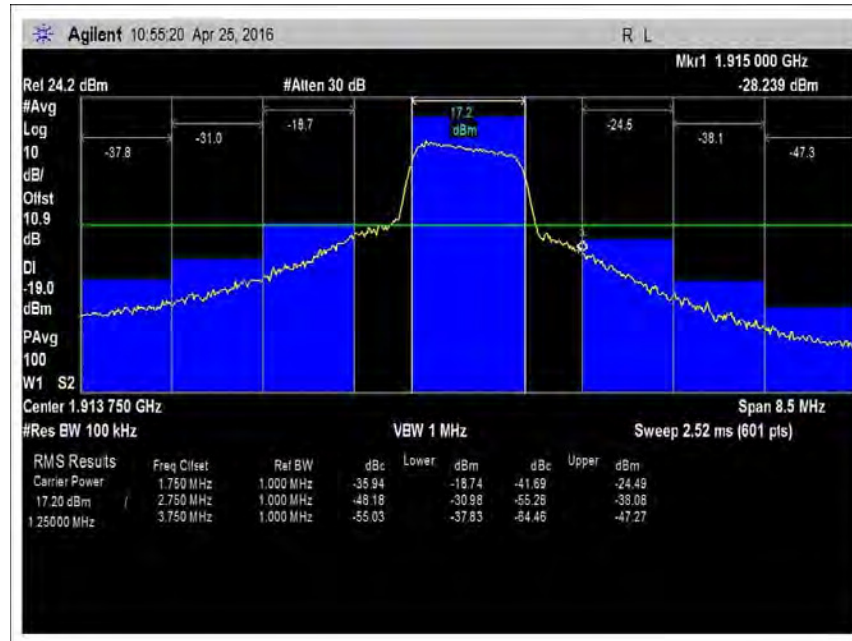 Agilent 10:55:20 Apr 25, 2016 R L
Mkr1 1.915 000 GHz
Ref 24.2 dBm #Atten 30 dB -28.239 dBm
#Avg
Log
10
dB/
Offst
10.9
dB
DI
-19.0
dBm
PAvg
100
W1 S2
-37.8 -31.0 -18.7 17.2 dBm -24.5 -38.1 -47.3
1
Center 1.913 750 GHz Span 8.5 MHz
#Res BW 100 kHz VBW 1 MHz Sweep 2.52 ms (601 pts)
RMS Results Freq Offset Ref BW dBc Lower dBm dBc Upper dBm
Carrier Power 1.750 MHz 1.000 MHz -35.94 -18.74 -41.69 -24.49
17.20 dBm / 2.750 MHz 1.000 MHz -48.18 -30.98 -55.28 -38.08
1.25000 MHz 3.750 MHz 1.000 MHz -55.03 -37.83 -64.46 -47.27